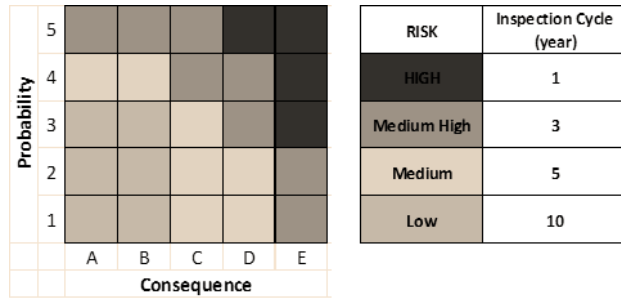 Probability
5
4
3
2
1
A B C D E
Consequence
RISK Inspection Cycle
(year)
HIGH 1
Medium High 3
Medium 5
Low 10